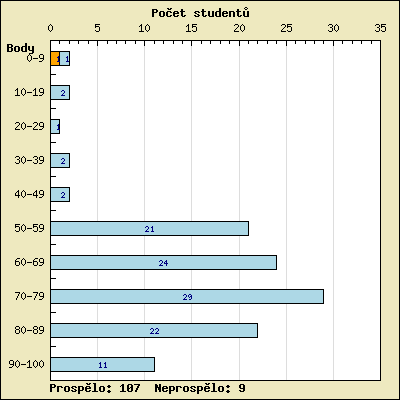 Počet studentů
0 5 10 15 20 25 30 35
Body
0-9 1 1
10-19 2
20-29 1
30-39 2
40-49 2
50-59 21
60-69 24
70-79 29
80-89 22
90-100 11
Prospělo: 107 Neprospělo: 9